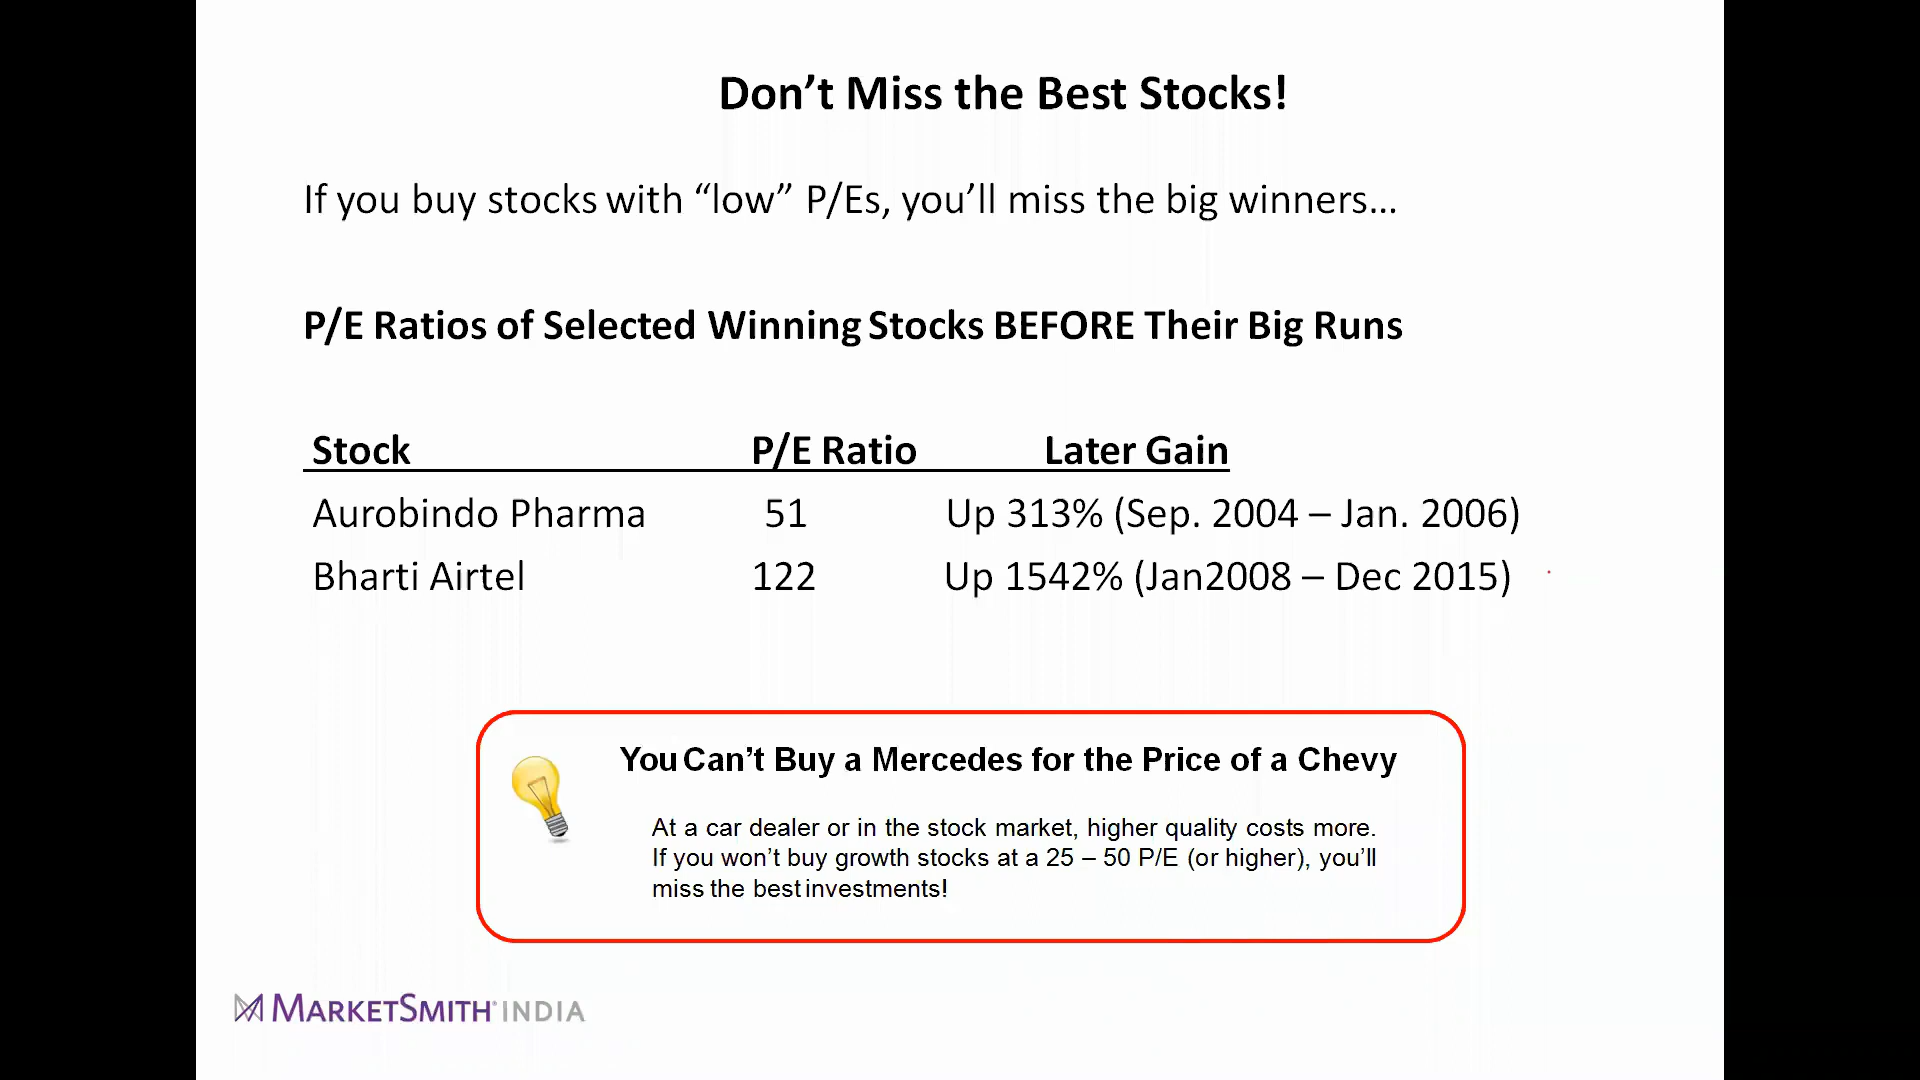 Don’t Miss the Best Stocks!
If you buy stocks with “low” P/Es, you’ll miss the big winners…
P/E Ratios of Selected Winning Stocks BEFORE Their Big Runs
Stock P/E Ratio Later Gain
Aurobindo Pharma 51 Up 313% (Sep. 2004 – Jan. 2006)
Bharti Airtel 122 Up 1542% (Jan2008 – Dec 2015)
You Can’t Buy a Mercedes for the Price of a Chevy
At a car dealer or in the stock market, higher quality costs more.
If you won’t buy growth stocks at a 25 – 50 P/E (or higher), you’ll
miss the best investments!
MARKETSMITH® INDIA